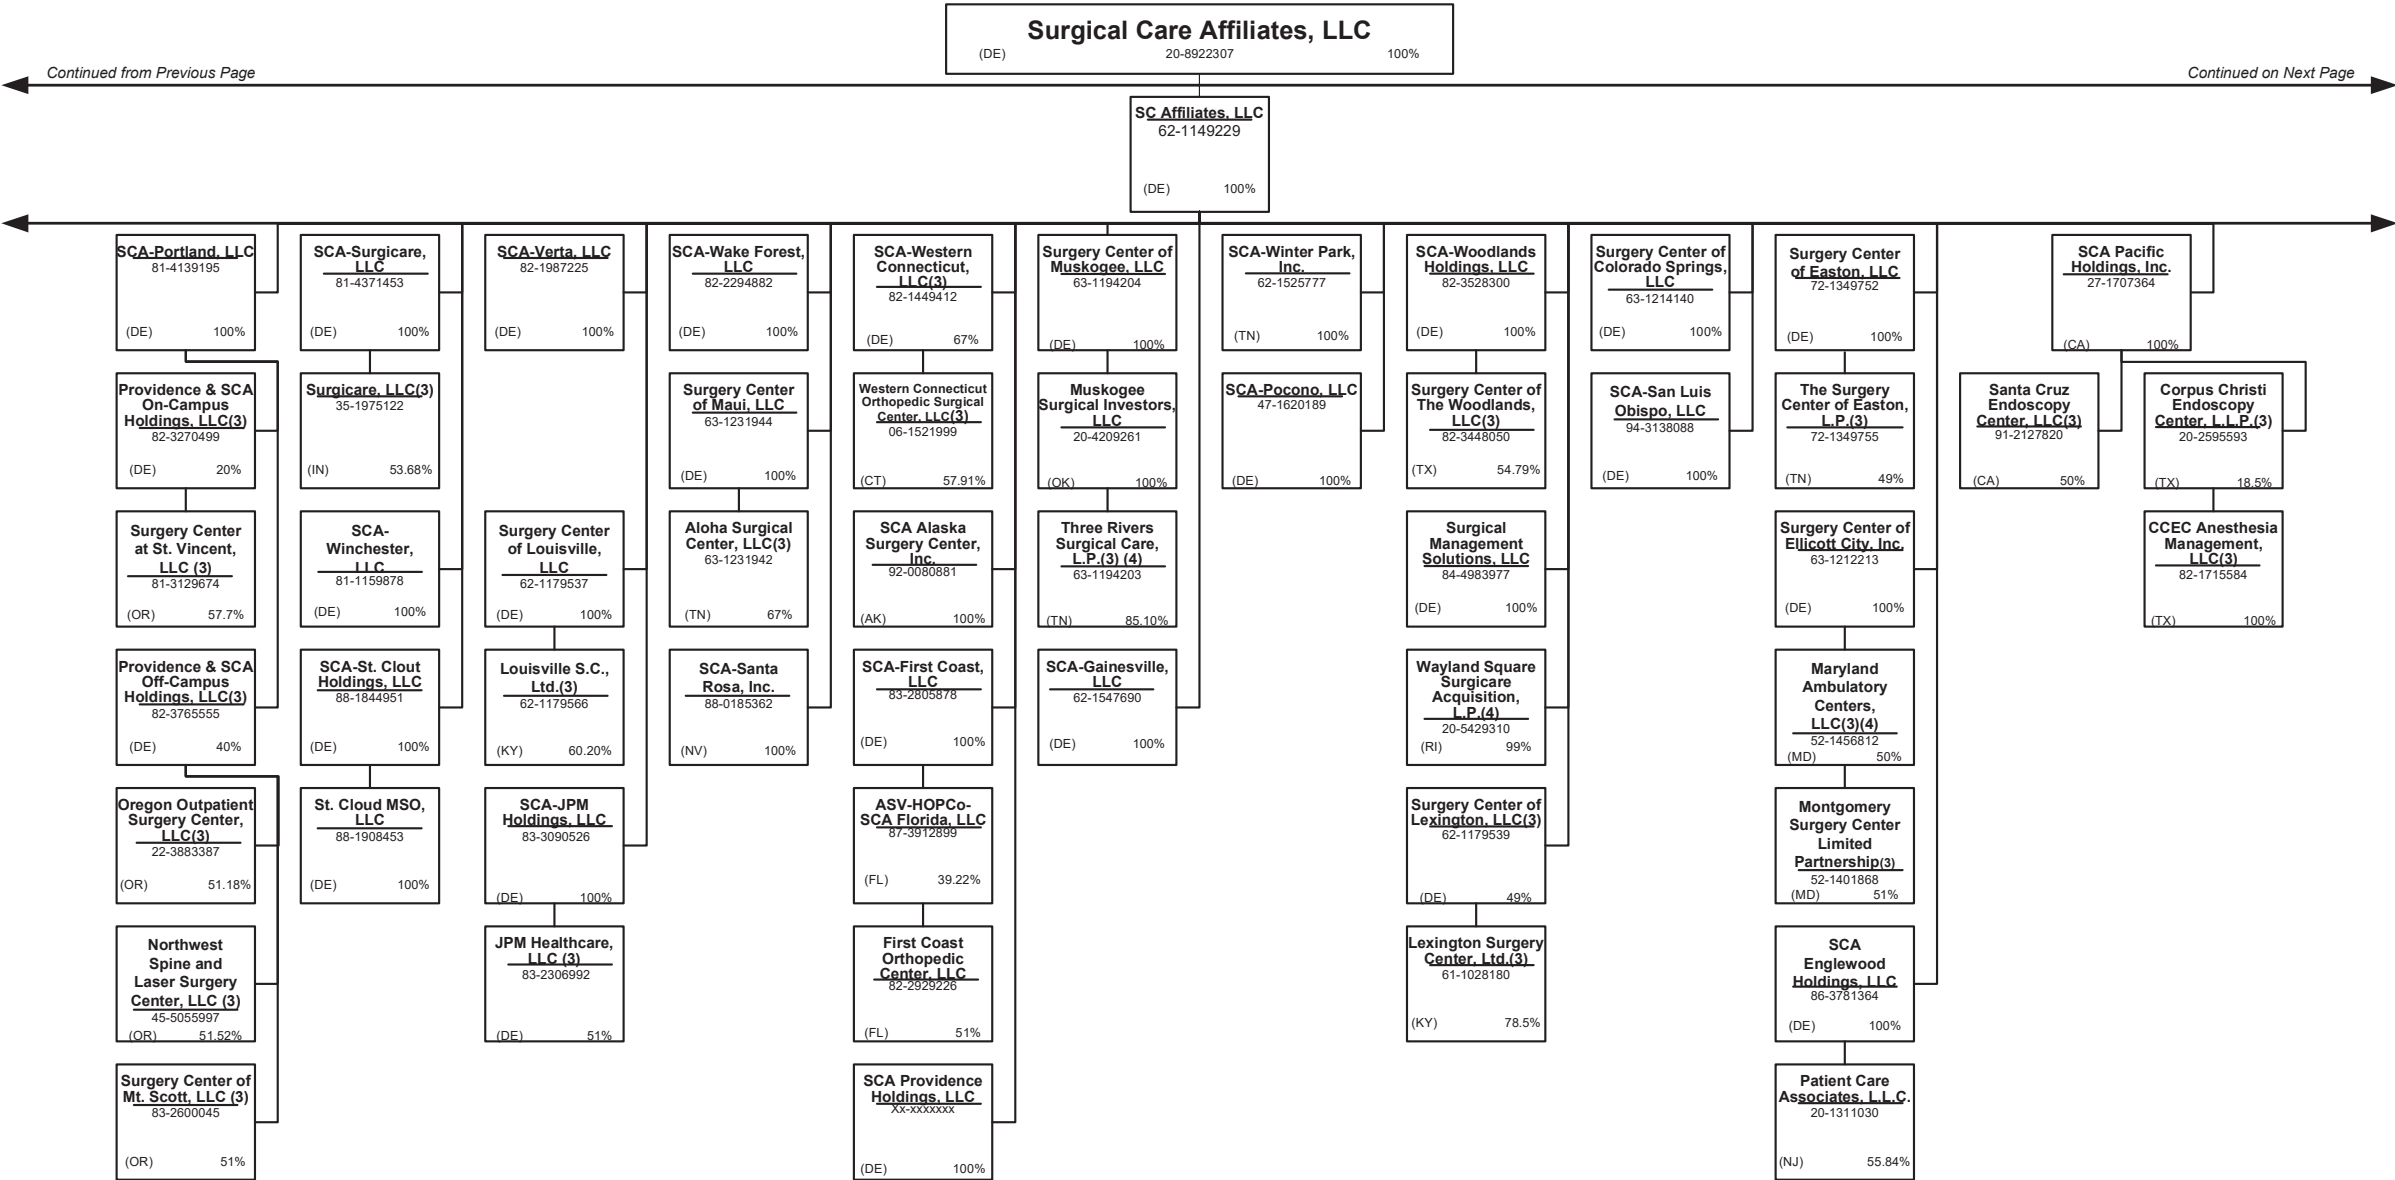 Surgical Care Affiliates, LLC
(DE) 20-8922307 100%
Continued from Previous Page
Continued on Next Page
SC Affiliates, LLC
62-1149229
(DE) 100%
SCA-Portland, LLC
81-4139195
(DE) 100%
Providence & SCA
On-Campus
Holdings, LLC(3)
82-3270499
(DE) 20%
Surgery Center
at St. Vincent,
LLC (3)
81-3129674
(OR) 57.7%
Providence & SCA
Off-Campus
Holdings, LLC(3)
82-3765555
(DE) 40%
Oregon Outpatient
Surgery Center,
LLC(3)
22-3883387
(OR) 51.18%
Northwest
Spine and
Laser Surgery
Center, LLC (3)
45-5055997
(OR) 51.52%
Surgery Center of
Mt. Scott, LLC (3)
83-2600045
(OR) 51%
SCA-Surgicare,
LLC
81-4371453
(DE) 100%
Surgicare, LLC(3)
35-1975122
(IN) 53.68%
SCA-
Winchester,
LLC
81-1159878
(DE) 100%
SCA-St. Clout
Holdings, LLC
88-1844951
(DE) 100%
St. Cloud MSO,
LLC
88-1908453
(DE) 100%
SCA-Verta, LLC
82-1987225
(DE) 100%
Surgery Center
of Louisville,
LLC
62-1179537
(DE) 100%
Louisville S.C.,
Ltd.(3)
62-1179566
(KY) 60.20%
SCA-JPM
Holdings, LLC
83-3090526
(DE) 100%
JPM Healthcare,
LLC (3)
83-2306992
(DE) 51%
SCA-Wake Forest,
LLC
82-2294882
(DE) 100%
Surgery Center
of Maui, LLC
63-1231944
(DE) 100%
Aloha Surgical
Center, LLC(3)
63-1231942
(TN) 67%
SCA-Santa
Rosa, Inc.
88-0185362
(NV) 100%
SCA-Western
Connecticut,
LLC(3)
82-1449412
(DE) 67%
Western Connecticut
Orthopedic Surgical
Center, LLC(3)
06-1521999
(CT) 57.91%
SCA Alaska
Surgery Center,
Inc.
92-0080881
(AK) 100%
SCA-First Coast,
LLC
83-2805878
(DE) 100%
ASV-HOPCo-
SCA Florida, LLC
87-3912899
(FL) 39.22%
First Coast
Orthopedic
Center, LLC
82-2929226
(FL) 51%
SCA Providence
Holdings, LLC
Xx-xxxxxxx
(DE) 100%
Surgery Center of
Muskogee, LLC
63-1194204
(DE) 100%
Muskogee
Surgical Investors,
LLC
20-4209261
(OK) 100%
Three Rivers
Surgical Care,
L.P.(3) (4)
63-1194203
(TN) 85.10%
SCA-Gainesville,
LLC
62-1547690
(DE) 100%
SCA-Winter Park,
Inc.
62-1525777
(TN) 100%
SCA-Pocono, LLC
47-1620189
(DE) 100%
SCA-Woodlands
Holdings, LLC
82-3528300
(DE) 100%
Surgery Center of
The Woodlands,
LLC(3)
82-3448050
(TX) 54.79%
Surgical
Management
Solutions, LLC
84-4983977
(DE) 100%
Wayland Square
Surgicare
Acquisition,
L.P.(4)
20-5429310
(RI) 99%
Surgery Center of
Lexington, LLC(3)
62-1179539
(DE) 49%
Lexington Surgery
Center, Ltd.(3)
61-1028180
(KY) 78.5%
Surgery Center of
Colorado Springs,
LLC
63-1214140
(DE) 100%
SCA-San Luis
Obispo, LLC
94-3138088
(DE) 100%
Surgery Center
of Easton, LLC
72-1349752
(DE) 100%
The Surgery
Center of Easton,
L.P.(3)
72-1349755
(TN) 49%
Surgery Center of
Ellicott City, Inc.
63-1212213
(DE) 100%
Maryland
Ambulatory
Centers,
LLC(3)(4)
52-1456812
(MD) 50%
Montgomery
Surgery Center
Limited
Partnership(3)
52-1401868
(MD) 51%
SCA
Englewood
Holdings, LLC
86-3781364
(DE) 100%
Patient Care
Associates, L.L.C.
20-1311030
(NJ) 55.84%
SCA Pacific
Holdings, Inc.
27-1707364
(CA) 100%
Santa Cruz
Endoscopy
Center, LLC(3)
91-2127820
(CA) 50%
Corpus Christi
Endoscopy
Center, L.L.P.(3)
20-2595593
(TX) 18.5%
CCEC Anesthesia
Management,
LLC(3)
82-1715584
(TX) 100%